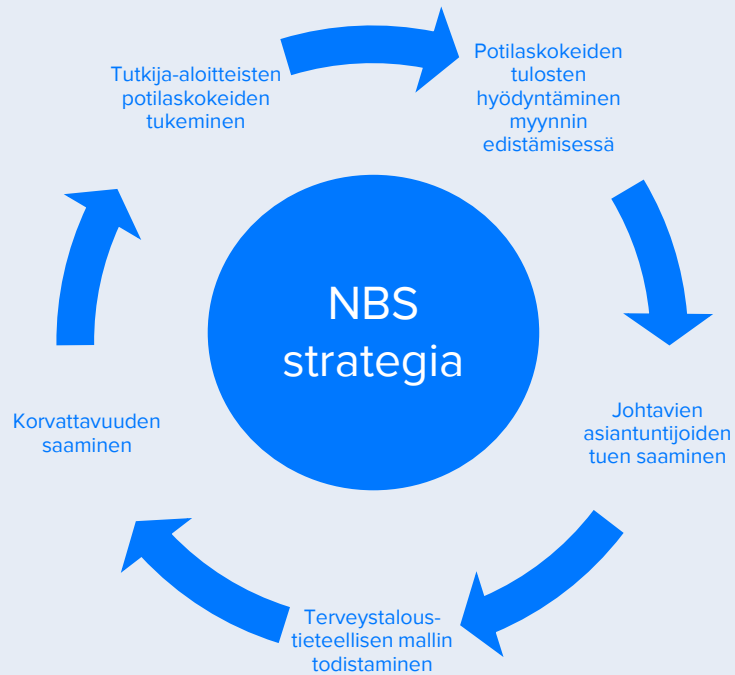 Tutkija-aloitteisten
potilaskokeiden
tukeminen
Potilaskokeiden
tulosten
hyödyntäminen
myynnin
edistämisessä
NBS
strategia
Korvattavuuden
saaminen
Johtavien
asiantuntijoiden
tuen saaminen
Terveystalous-
tieteellisen mallin
todistaminen